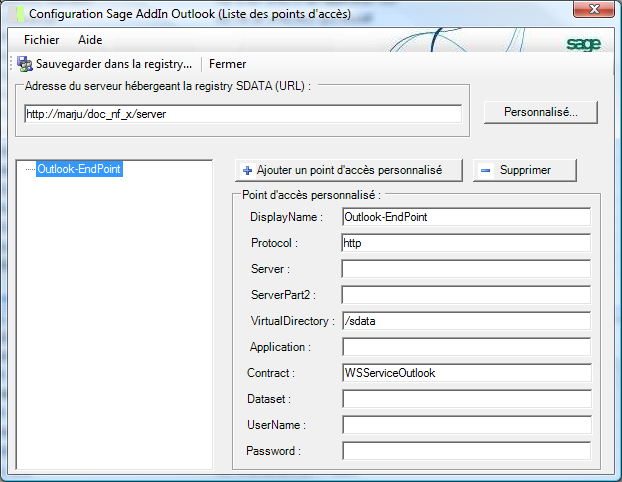 Configuration Sage AddIn Outlook (Liste des points d'accès)
Fichier Aide
sage
Sauvegarder dans la registry... Fermer
Adresse du serveur hébergeant la registry SDATA (URL) :
http://marju/doc_nf_x/server
Personnalisé...
Outlook-EndPoint
Ajouter un point d'accès personnalisé
Supprimer
Point d'accès personnalisé :
DisplayName : Outlook-EndPoint
Protocol : http
Server :
ServerPart2 :
VirtualDirectory : /sdata
Application :
Contract : WSServiceOutlook
Dataset :
UserName :
Password :